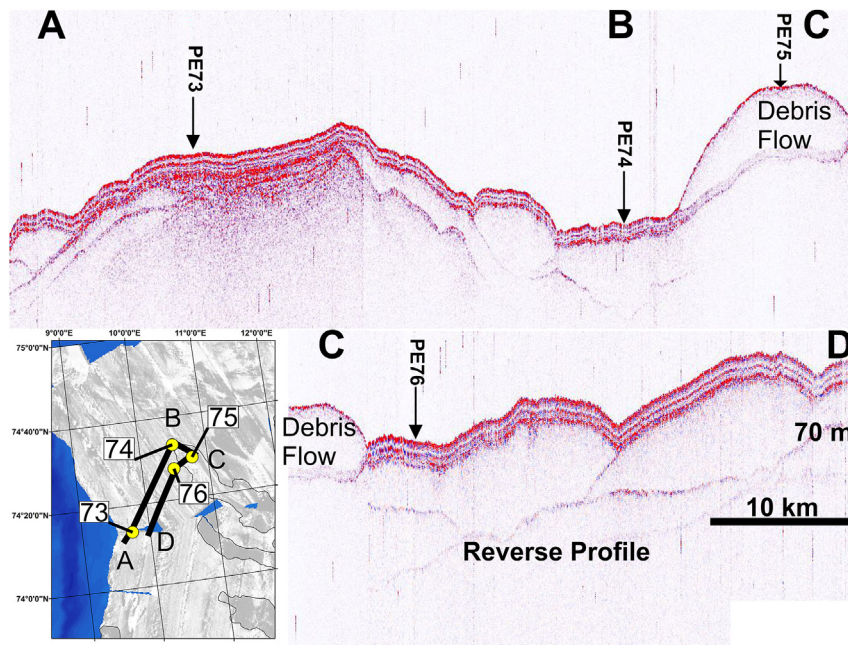 A
B
C
PE73
PE74
PE75
Debris
Flow
9°0'0"E
10°0'0"E
11°0'0"E
12°0'0"E
75°0'0"N
74°40'0"N
74°20'0"N
74°0'0"N
B
75
74
C
76
73
A
D
C
PE76
D
Debris
Flow
70 m
10 km
Reverse Profile